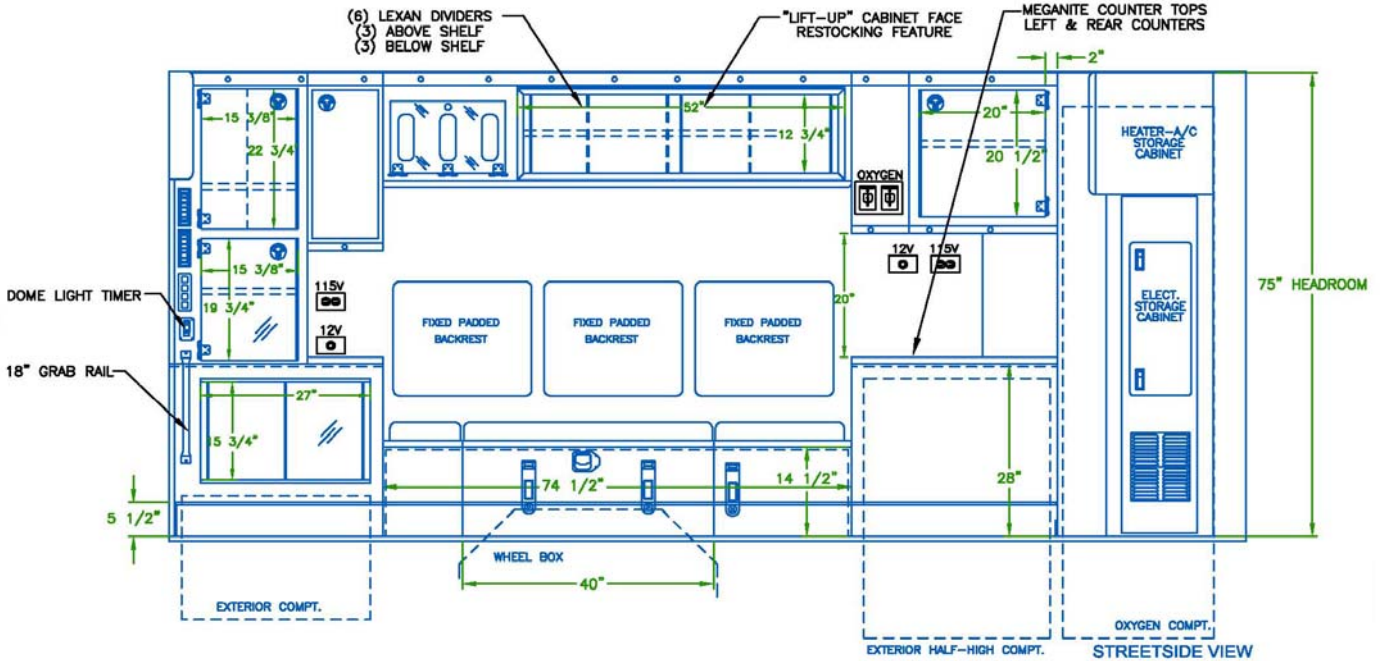 (6) LEXAN DIVIDERS
(3) ABOVE SHELF
(3) BELOW SHELF
"LIFT-UP" CABINET FACE
RESTOCKING FEATURE
MEGANITE COUNTER TOPS
LEFT & REAR COUNTERS
2"
15 3/8"
22 3/4"
52"
12 3/4"
20"
20 1/2"
HEATER-A/C
STORAGE
CABINET
OXYGEN
12V
115V
15 3/8"
19 3/4"
115V
12V
DOME LIGHT TIMER
18" GRAB RAIL
FIXED PADDED
BACKREST
FIXED PADDED
BACKREST
FIXED PADDED
BACKREST
20"
ELECT.
STORAGE
CABINET
75" HEADROOM
27"
15 3/4"
74 1/2"
14 1/2"
28"
5 1/2"
WHEEL BOX
40"
EXTERIOR COMPT.
EXTERIOR HALF-HIGH COMPT.
OXYGEN COMPT.
STREETSIDE VIEW